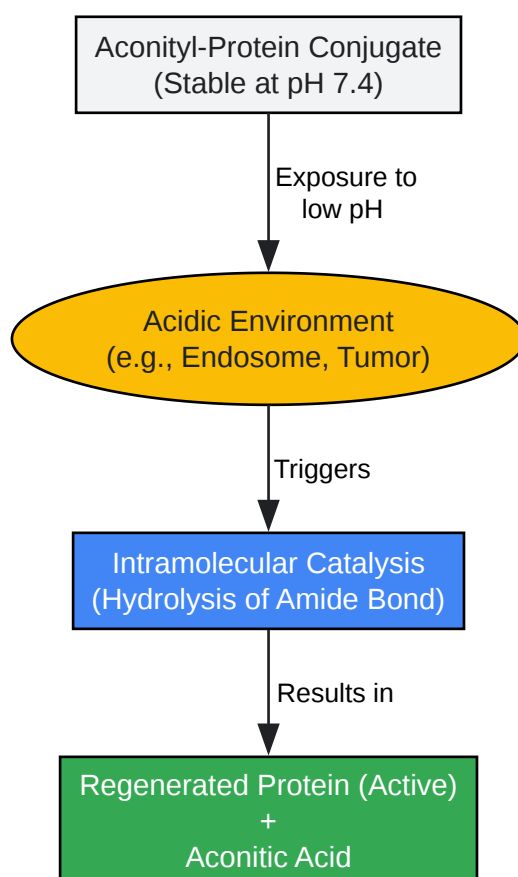 Aconityl-Protein Conjugate
(Stable at pH 7.4)
Exposure to
low pH
Acidic Environment
(e.g., Endosome, Tumor)
Triggers
Intramolecular Catalysis
(Hydrolysis of Amide Bond)
Results in
Regenerated Protein (Active)
+
Aconitic Acid